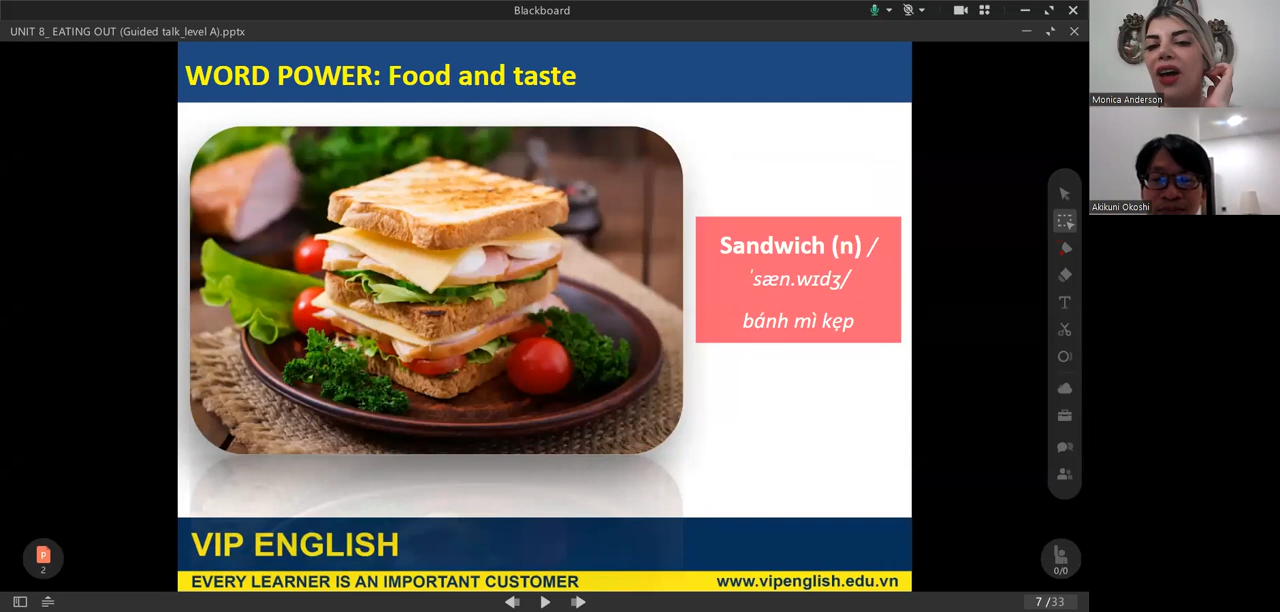 Blackboard
UNIT 8_ EATING OUT (Guided talk_level A).pptx
WORD POWER: Food and taste
Monica Anderson
Akikuni Okoshi
Sandwich (n) /
ˈsæn.wɪdʒ/
bánh mì kẹp
T
P
2
VIP ENGLISH
0/0
EVERY LEARNER IS AN IMPORTANT CUSTOMER
www.vipenglish.edu.vn
7 /33